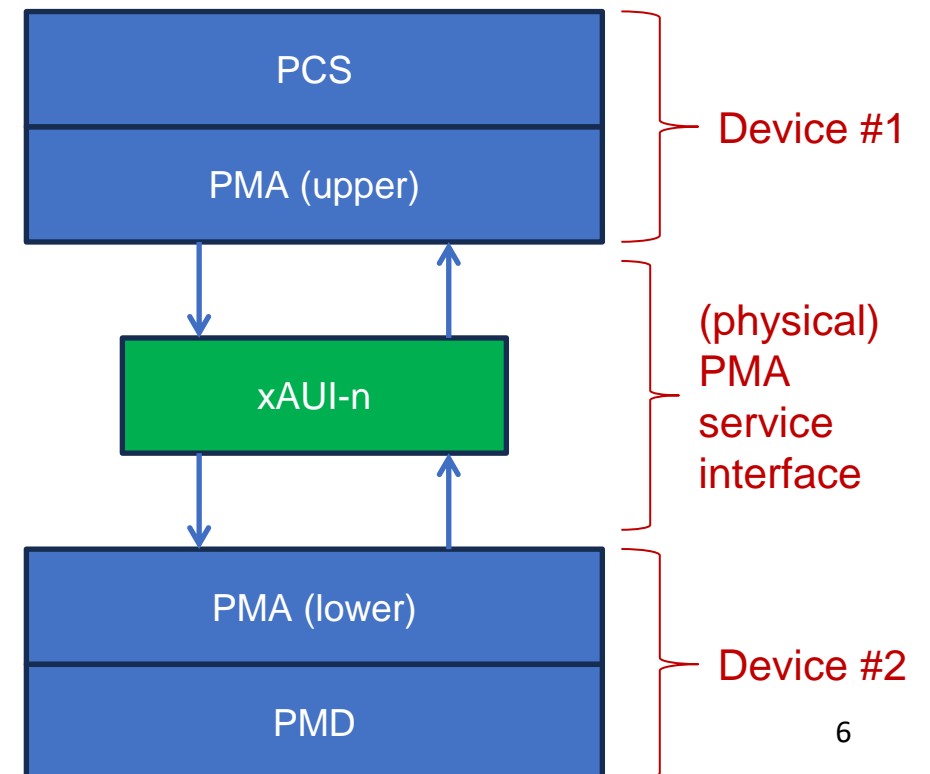 PCS
Device #1
PMA (upper)
(physical)
PMA
service
interface
xAUI-n
PMA (lower)
Device #2
PMD
6